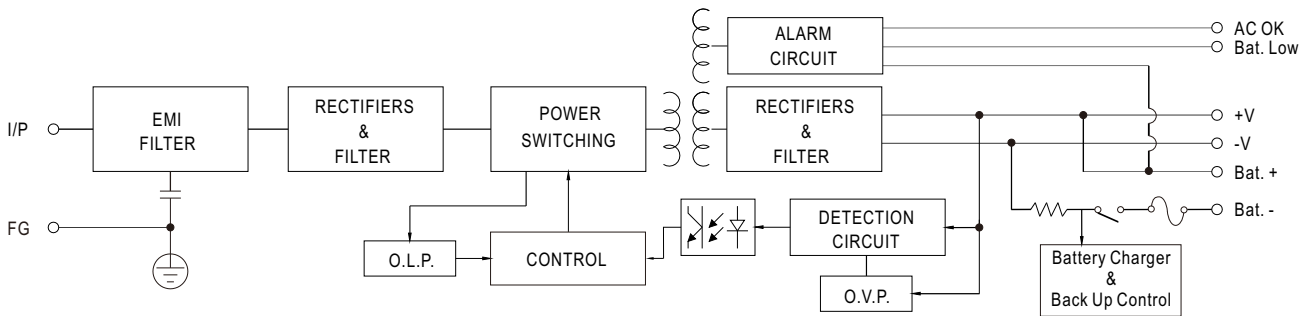 ALARM
CIRCUIT
AC OK
Bat. Low
I/P
EMI
FILTER
RECTIFIERS
&
FILTER
POWER
SWITCHING
RECTIFIERS
&
FILTER
+V
-V
Bat. +
Bat. -
FG
O.L.P.
CONTROL
DETECTION
CIRCUIT
O.V.P.
Battery Charger
&
Back Up Control